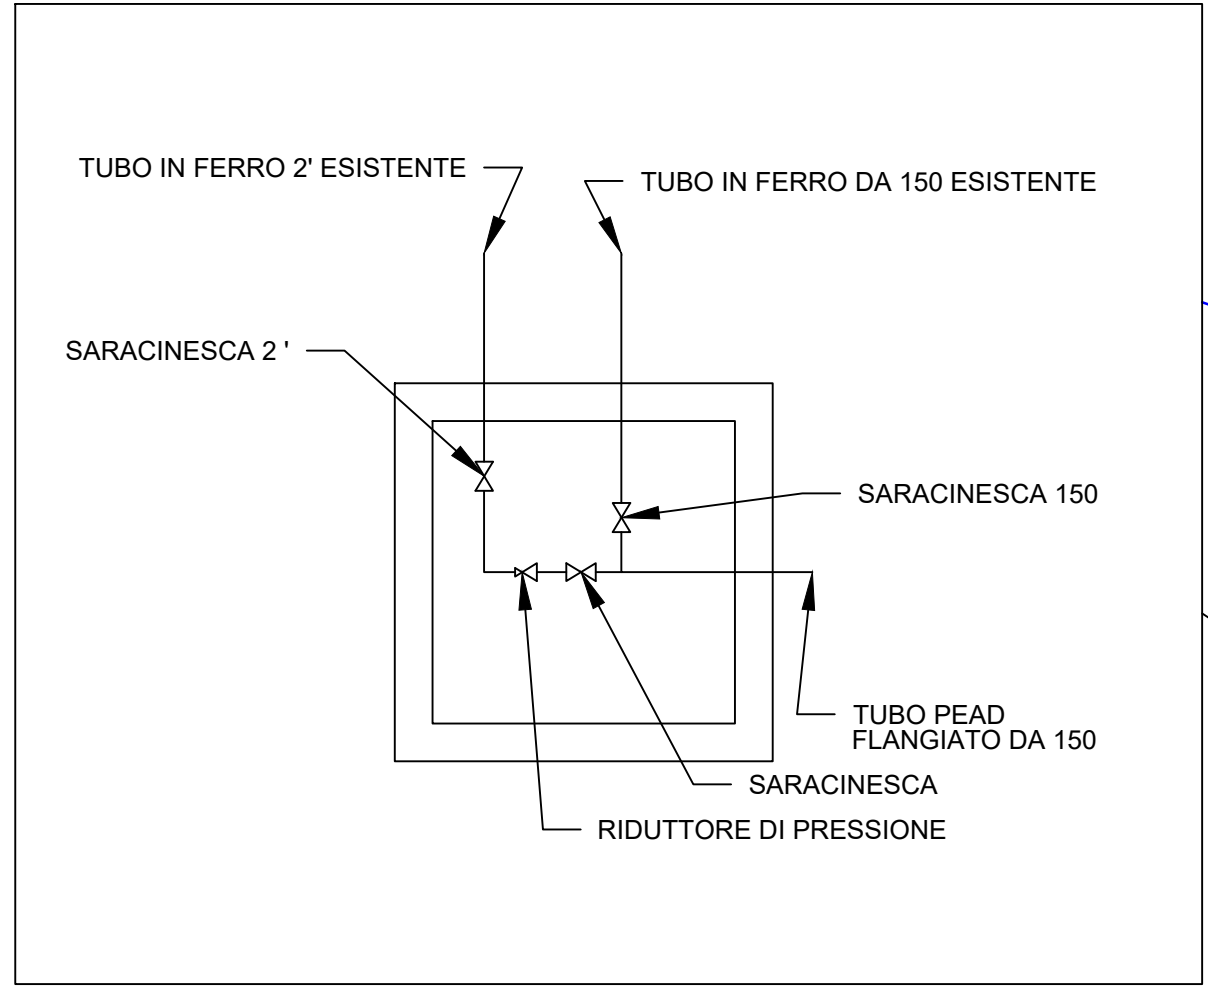 TUBO IN FERRO 2' ESISTENTE
TUBO IN FERRO DA 150 ESISTENTE
SARACINESCA 2 '
SARACINESCA 150
TUBO PEAD
FLANGIATO DA 150
SARACINESCA
RIDUTTORE DI PRESSIONE